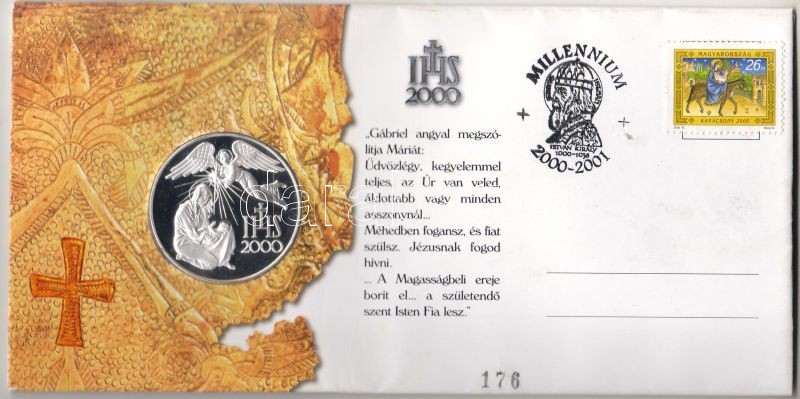 IHS
2000
„Gábriel angyal megszó-
lítja Máriát:
Üdvözlégy, kegyelemmel
teljes, az Úr van veled,
áldottabb vagy minden
asszonynál...
Méhedben fogansz, és fiat
szülsz. Jézusnak fogod
hívni.
... A Magasságbeli ereje
borít el... a születendő
szent Isten Fia lesz."
IHS
2000
MILLENNIUM
ISTVÁN KIRÁLY
1000-1038
2000-2001
MAGYARORSZÁG
26Ft
KARÁCSONY 2000
176